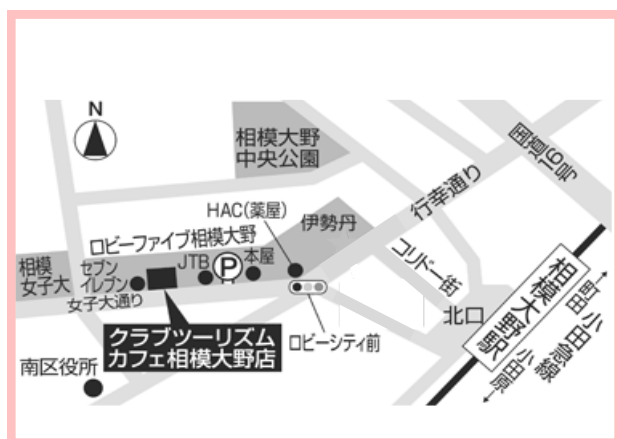 N
相模大野
中央公園
国道16号
行幸通り
HAC(薬屋)
伊勢丹
ロビーファイブ相模大野
コリドー街
相模
女子大
セブン
イレブン
JTB
P
本屋
女子大通り
クラブツーリズム
カフェ相模大野店
ロビーシティ前
北口
相模大野駅
町田
小田急線
小田原
南区役所